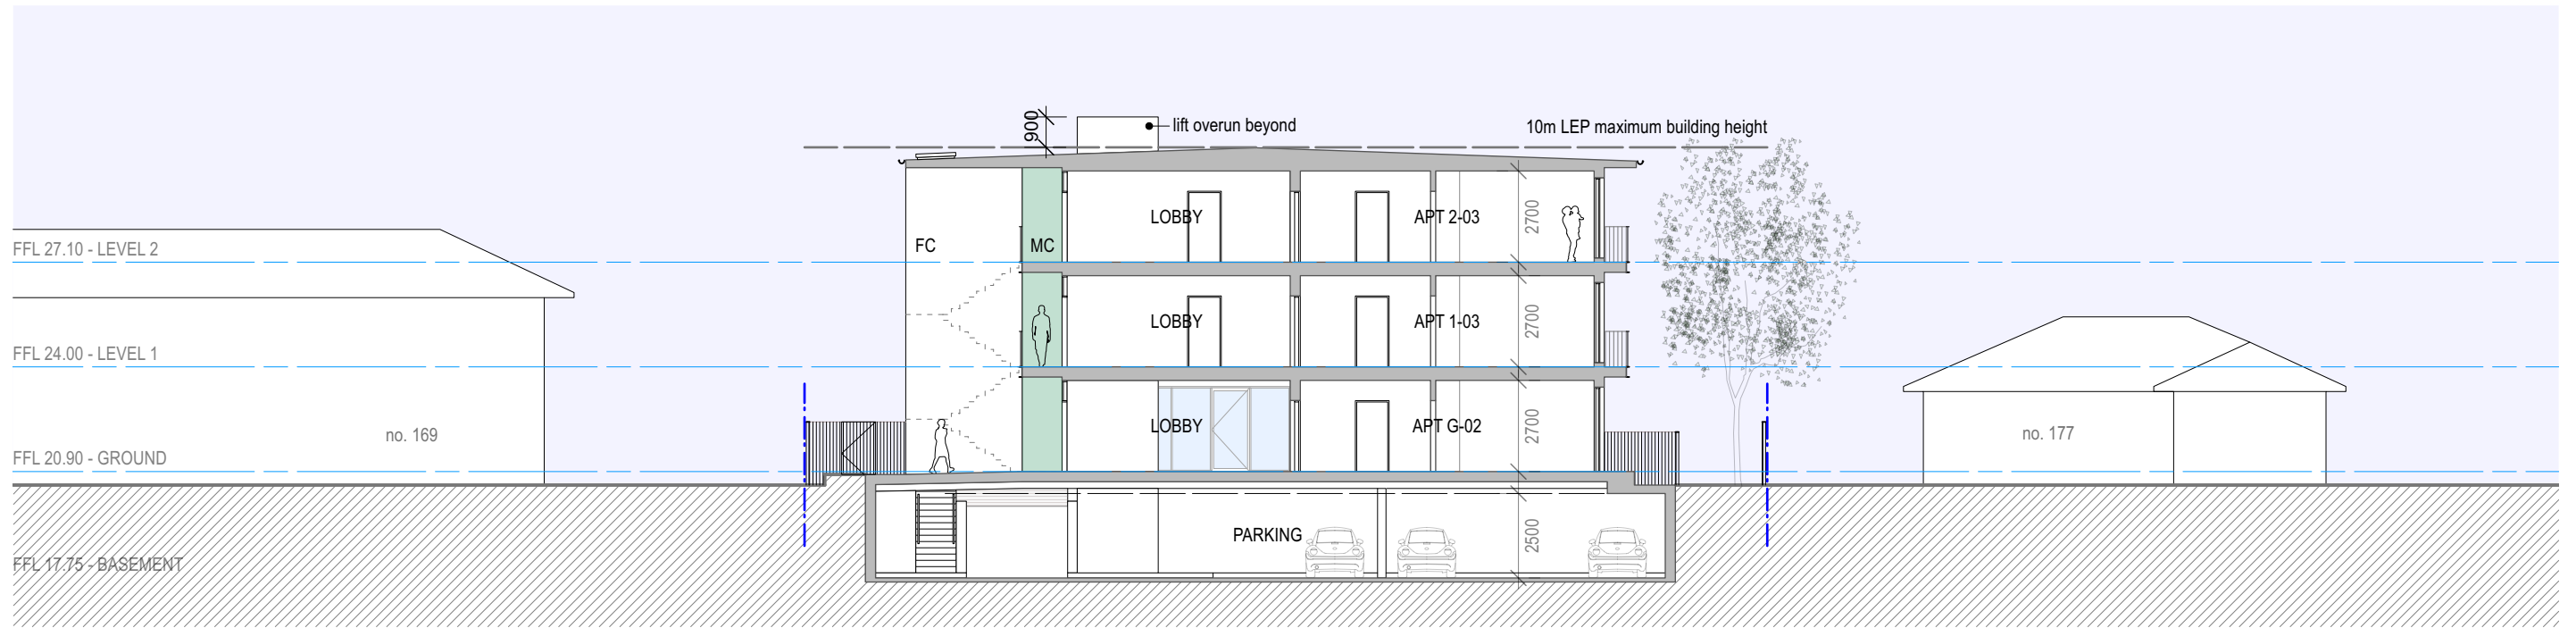 900
lift overun beyond
10m LEP maximum building height
LOBBY
APT 2-03
2700
FC
MC
FFL 27.10 - LEVEL 2
LOBBY
APT 1-03
2700
FFL 24.00 - LEVEL 1
LOBBY
APT G-02
2700
no. 169
no. 177
FFL 20.90 - GROUND
PARKING
2500
FFL 17.75 - BASEMENT